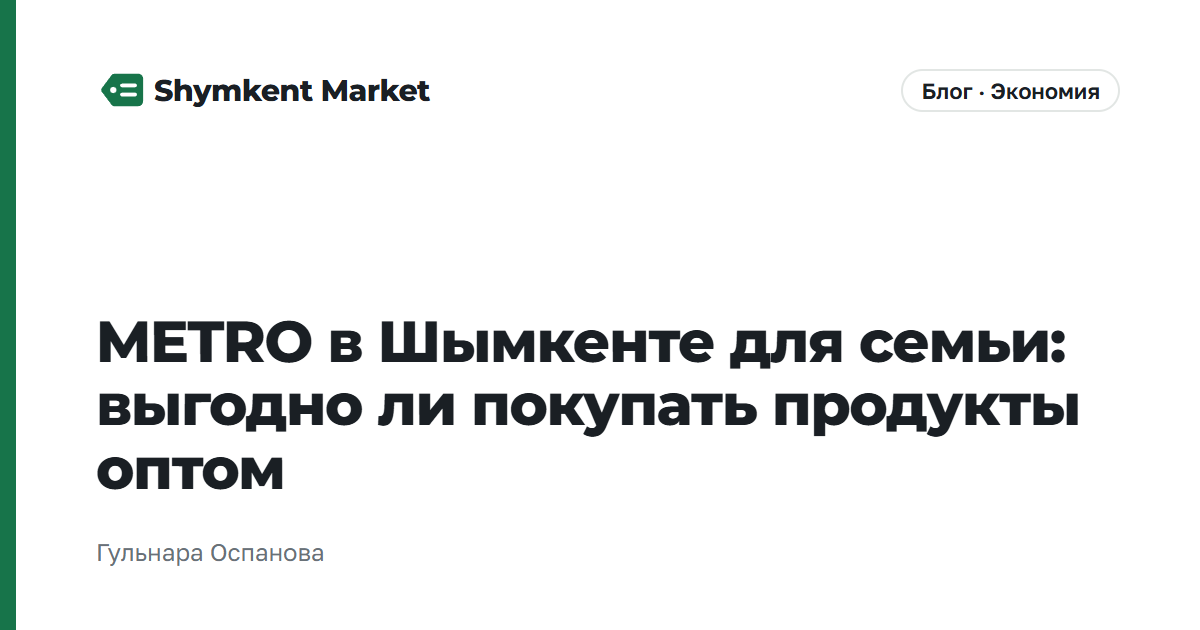 Shymkent Market
Блог · Экономия
METRO в Шымкенте для семьи:
выгодно ли покупать продукты
оптом
Гульнара Оспанова